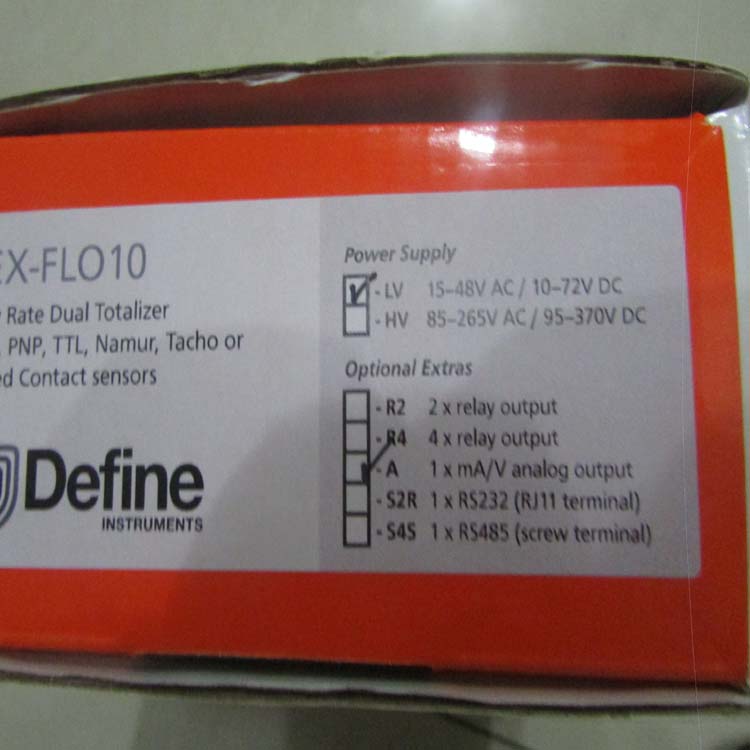 EX-FLO10
Rate Dual Totalizer
PNP, TTL, Namur, Tacho or
Contact sensors
Define
INSTRUMENTS
Power Supply
- LV 15–48V AC / 10–72V DC
- HV 85–265V AC / 95–370V DC
Optional Extras
- R2 2 x relay output
- R4 4 x relay output
- A 1 x mA/V analog output
- S2R 1 x RS232 (RJ11 terminal)
- S4S 1 x RS485 (screw terminal)